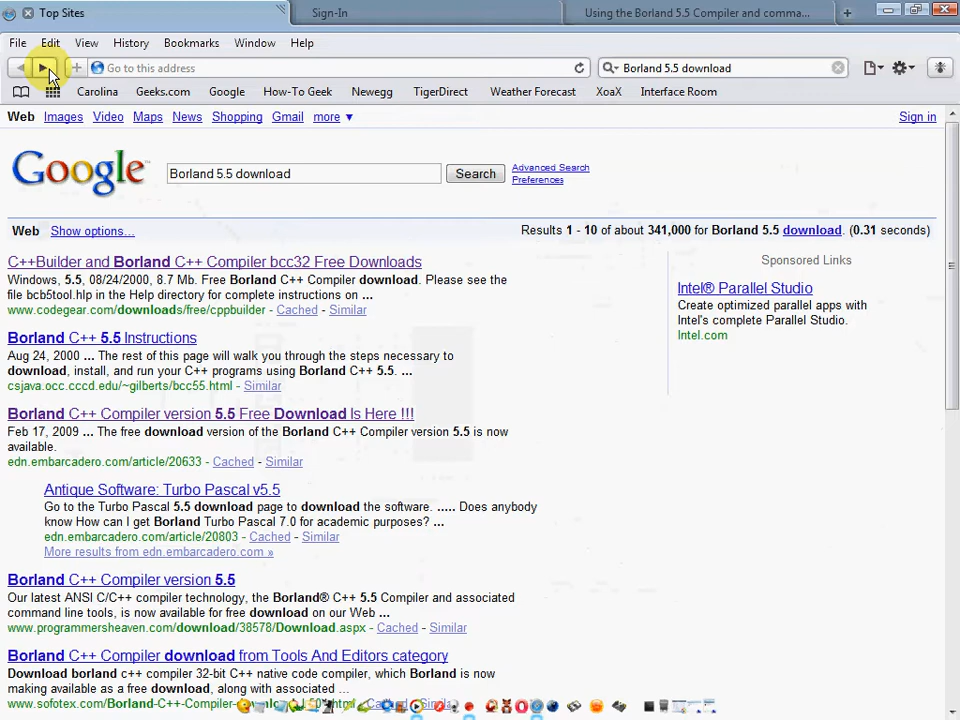 Top Sites Sign-In Using the Borland 5.5 Compiler and comma... +
File Edit View History Bookmarks Window Help
Go to this address Borland 5.5 download
Carolina Geeks.com Google How-To Geek Newegg TigerDirect Weather Forecast XoaX Interface Room
Web Images Video Maps News Shopping Gmail more ▼ Sign in
Google Borland 5.5 download Search Advanced Search
Preferences
Web Show options... Results 1 - 10 of about 341,000 for Borland 5.5 download. (0.31 seconds)
C++Builder and Borland C++ Compiler bcc32 Free Downloads
Windows, 5.5, 08/24/2000, 8.7 Mb. Free Borland C++ Compiler download. Please see the
file bcb5tool.hlp in the Help directory for complete instructions on ...
www.codegear.com/downloads/free/cppbuilder - Cached - Similar
Borland C++ 5.5 Instructions
Aug 24, 2000 ... The rest of this page will walk you through the steps necessary to
download, install, and run your C++ programs using Borland C++ 5.5. ...
csjava.occ.cccd.edu/~gilberts/bcc55.html - Similar
Borland C++ Compiler version 5.5 Free Download Is Here !!!
Feb 17, 2009 ... The free download version of the Borland C++ Compiler version 5.5 is now
available.
edn.embarcadero.com/article/20633 - Cached - Similar
Antique Software: Turbo Pascal v5.5
Go to the Turbo Pascal 5.5 download page to download the software. ..... Does anybody
know How can I get Borland Turbo Pascal 7.0 for academic purposes? ...
edn.embarcadero.com/article/20803 - Cached - Similar
More results from edn.embarcadero.com »
Borland C++ Compiler version 5.5
Our latest ANSI C/C++ compiler technology, the Borland® C++ 5.5 Compiler and associated
command line tools, is now available for free download on our Web ...
www.programmersheaven.com/download/38578/Download.aspx - Cached - Similar
Borland C++ Compiler download from Tools And Editors category
Download borland c++ compiler 32-bit C++ native code compiler, which Borland is now
making available as a free download, along with associated ...
www.sofotex.com/Borland-C++-Compiler-
Sponsored Links
Intel® Parallel Studio
Create optimized parallel apps with
Intel's complete Parallel Studio.
Intel.com